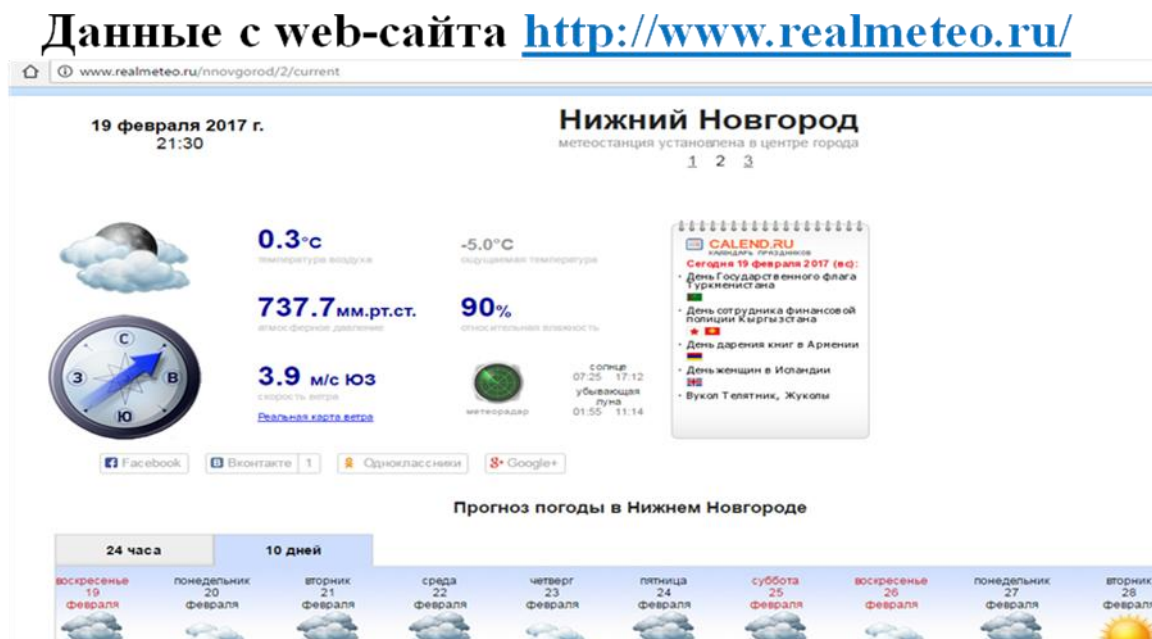 Данные с web-сайта http://www.realmeteo.ru/
www.realmeteo.ru/nnovgorod/2/current
19 февраля 2017 г.
21:30
Нижний Новгород
метеостанция установлена в центре города
1 2 3
0.3°C
температура воздуха
-5.0°C
ощущаемая температура
737.7мм.рт.ст.
атмосферное давление
90%
относительная влажность
С
З В
Ю
3.9 м/с ЮЗ
скорость ветра
Реальная карта ветра
метеорадар
солнце
07:25 17:12
убывающая
луна
01:55 11:14
CALEND.RU
КАЛЕНДАРЬ ПРАЗДНИКОВ
Сегодня 19 февраля 2017 (вс):
· День Государственного флага
Туркменистана
· День сотрудника финансовой
полиции Кыргызстана
· День дарения книг в Армении
· День женщин в Исландии
· Вукол Телятник, Жуколы
Facebook Вконтакте 1 Одноклассники Google+
Прогноз погоды в Нижнем Новгороде
24 часа 10 дней
воскресенье понедельник вторник среда четверг пятница суббота воскресенье понедельник вторник
19 20 21 22 23 24 25 26 27 28
февраля февраля февраля февраля февраля февраля февраля февраля февраля февраля